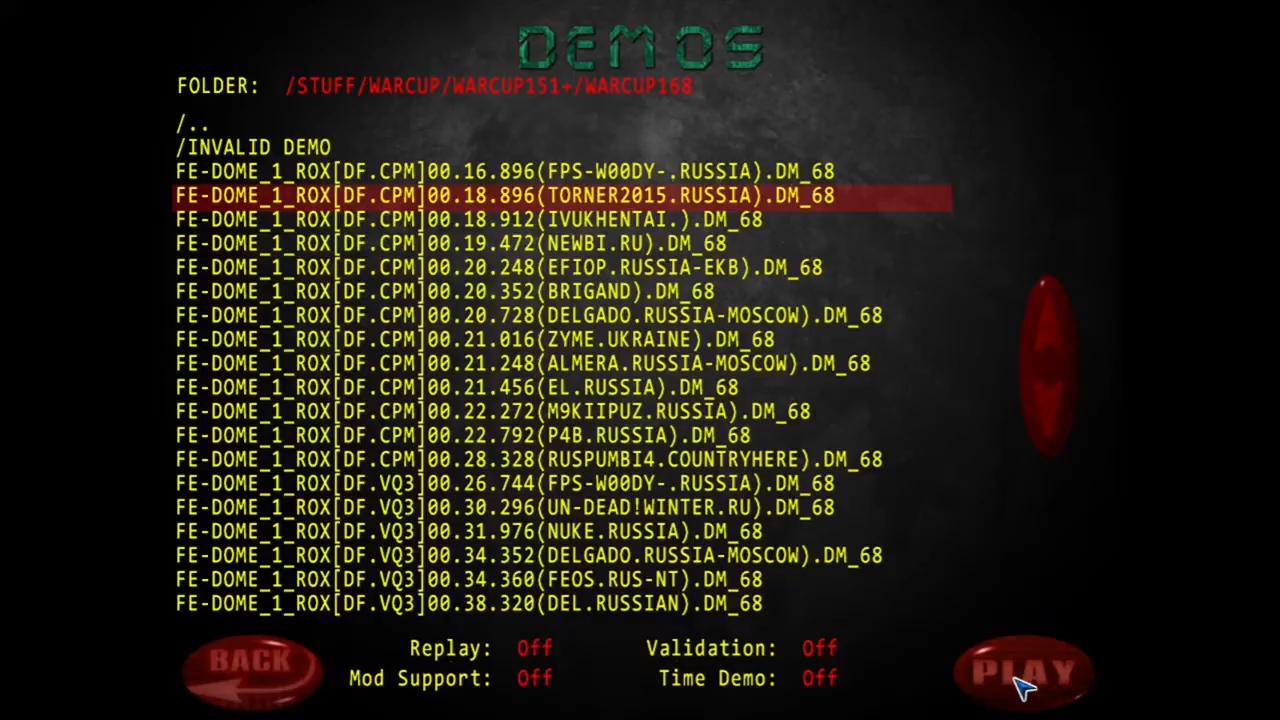 DEMOS
FOLDER: /STUFF/WARCUP/WARCUP151+/WARCUP168
/..
/INVALID DEMO
FE-DOME_1_ROX[DF.CPM]00.16.896(FPS-W00DY-.RUSSIA).DM_68
FE-DOME_1_ROX[DF.CPM]00.18.896(TORNER2015.RUSSIA).DM_68
FE-DOME_1_ROX[DF.CPM]00.18.912(IVUKHENTAI.).DM_68
FE-DOME_1_ROX[DF.CPM]00.19.472(NEWBI.RU).DM_68
FE-DOME_1_ROX[DF.CPM]00.20.248(EFIOP.RUSSIA-EKB).DM_68
FE-DOME_1_ROX[DF.CPM]00.20.352(BRIGAND).DM_68
FE-DOME_1_ROX[DF.CPM]00.20.728(DELGADO.RUSSIA-MOSCOW).DM_68
FE-DOME_1_ROX[DF.CPM]00.21.016(ZYME.UKRAINE).DM_68
FE-DOME_1_ROX[DF.CPM]00.21.248(ALMERA.RUSSIA-MOSCOW).DM_68
FE-DOME_1_ROX[DF.CPM]00.21.456(EL.RUSSIA).DM_68
FE-DOME_1_ROX[DF.CPM]00.22.272(M9KIIPUZ.RUSSIA).DM_68
FE-DOME_1_ROX[DF.CPM]00.22.792(P4B.RUSSIA).DM_68
FE-DOME_1_ROX[DF.CPM]00.28.328(RUSPUMBI4.COUNTRYHERE).DM_68
FE-DOME_1_ROX[DF.VQ3]00.26.744(FPS-W00DY-.RUSSIA).DM_68
FE-DOME_1_ROX[DF.VQ3]00.30.296(UN-DEAD!WINTER.RU).DM_68
FE-DOME_1_ROX[DF.VQ3]00.31.976(NUKE.RUSSIA).DM_68
FE-DOME_1_ROX[DF.VQ3]00.34.352(DELGADO.RUSSIA-MOSCOW).DM_68
FE-DOME_1_ROX[DF.VQ3]00.34.360(FEOS.RUS-NT).DM_68
FE-DOME_1_ROX[DF.VQ3]00.38.320(DEL.RUSSIAN).DM_68
Replay: Off Validation: Off
BACK PLAY
Mod Support: Off Time Demo: Off